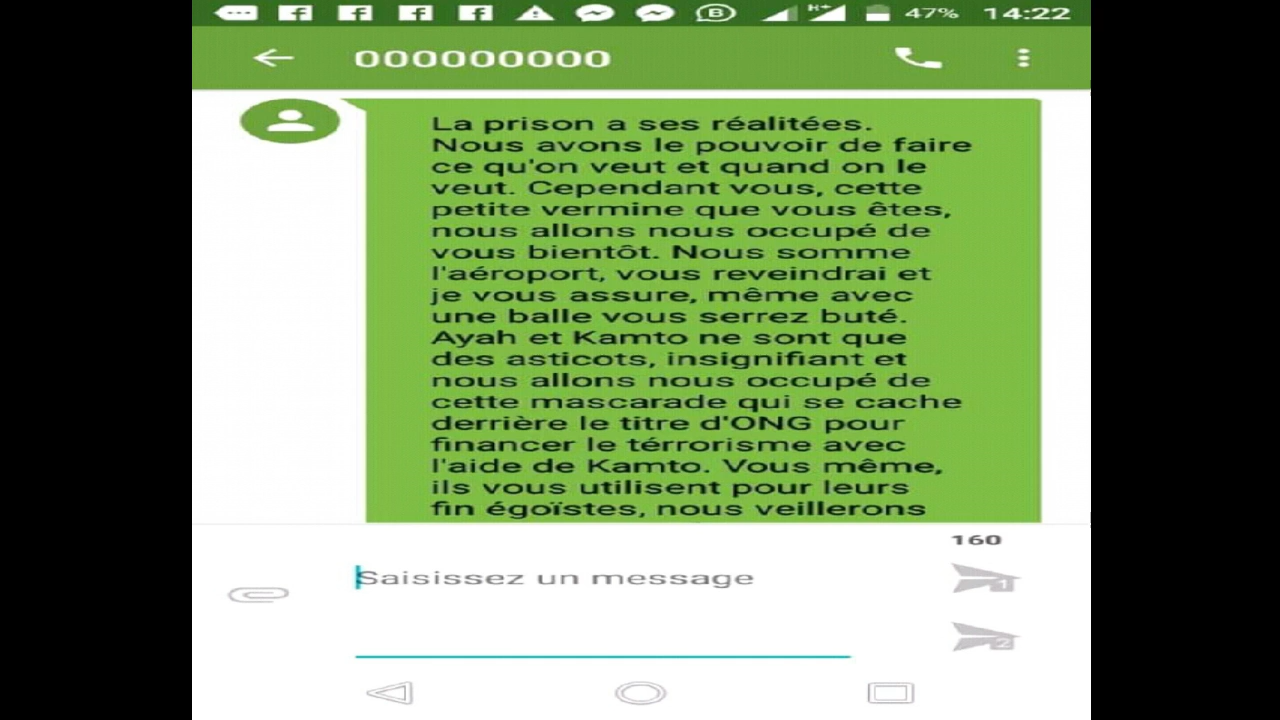 47% 14:22
000000000
La prison a ses réalitées.
Nous avons le pouvoir de faire
ce qu'on veut et quand on le
veut. Cependant vous, cette
petite vermine que vous êtes,
nous allons nous occupé de
vous bientôt. Nous somme
l'aéroport, vous reveindrai et
je vous assure, même avec
une balle vous serrez buté.
Ayah et Kamto ne sont que
des asticots, insignifiant et
nous allons nous occupé de
cette mascarade qui se cache
derrière le titre d'ONG pour
financer le térrorisme avec
l'aide de Kamto. Vous même,
ils vous utilisent pour leurs
fin égoïstes, nous veillerons
160
Saisissez un message
1
2